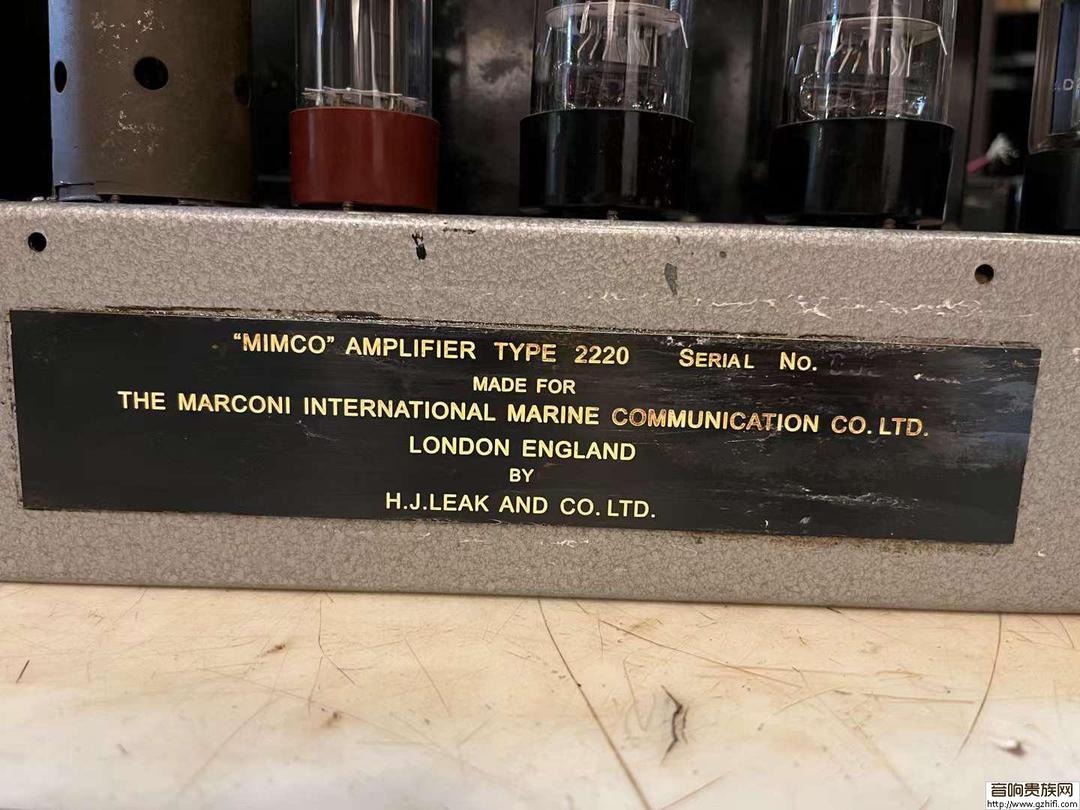 "MIMCO" AMPLIFIER TYPE 2220 SERIAL NO.
MADE FOR
THE MARCONI INTERNATIONAL MARINE COMMUNICATION CO. LTD.
LONDON ENGLAND
BY
H.J.LEAK AND CO. LTD.
音响贵族网
http://www.gzhifi.com